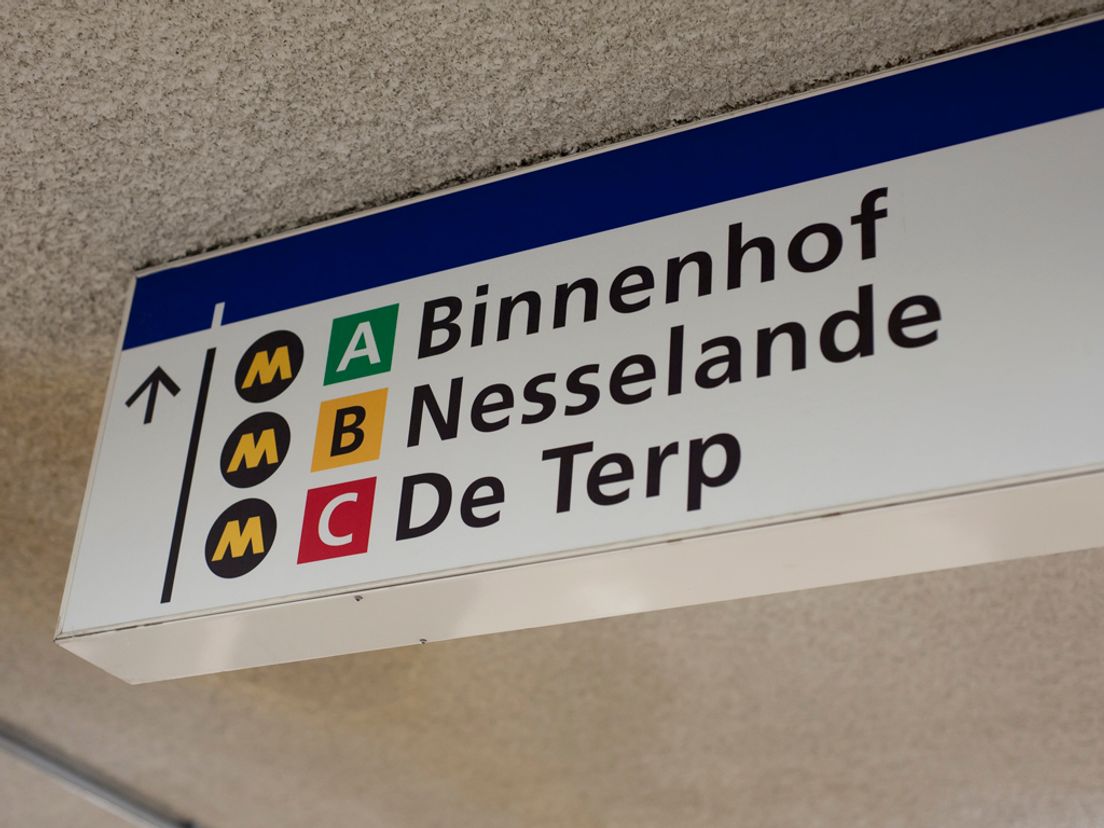 M A Binnenhof
M B Nesselande
M C De Terp